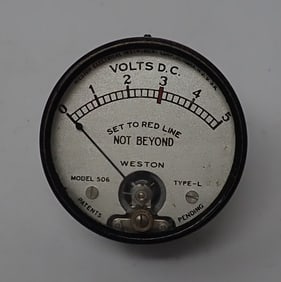 VOLTS D.C.
0 1 2 3 4 5
SET TO RED LINE
NOT BEYOND
WESTON
MODEL 506 TYPE-L
PATENTS PENDING